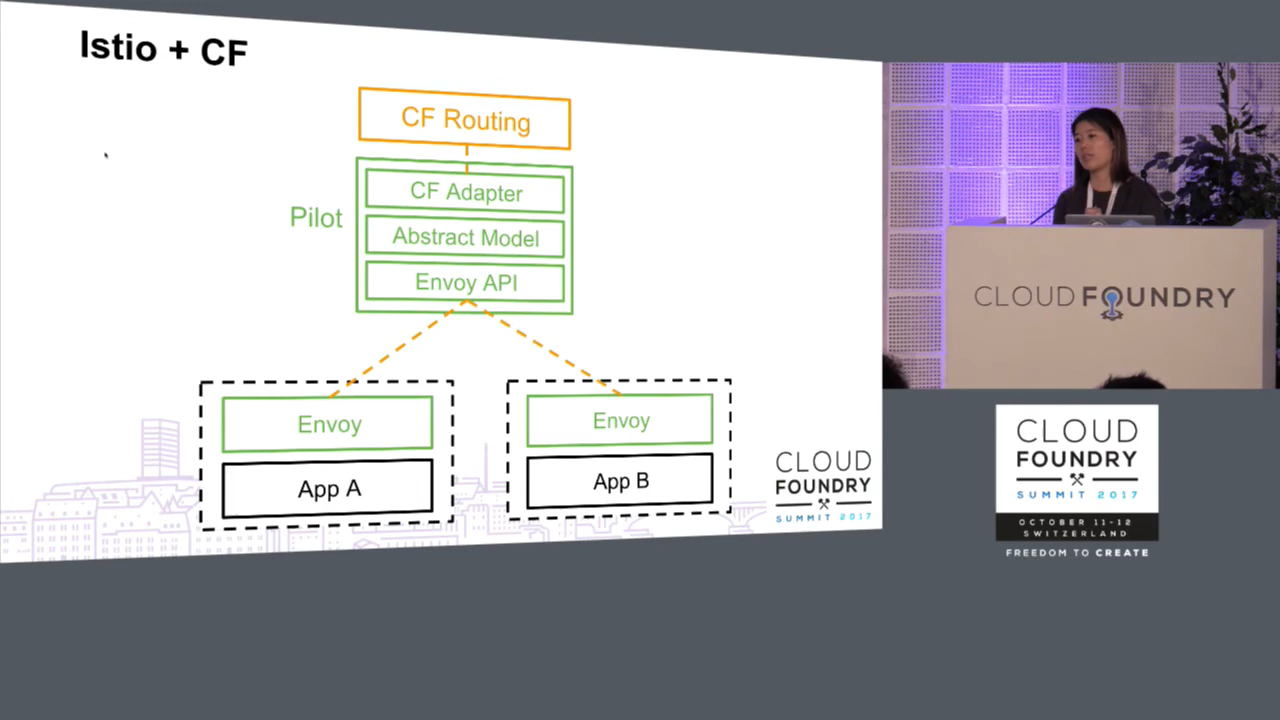 Istio + CF
CF Routing
Pilot
CF Adapter
Abstract Model
Envoy API
Envoy
App A
Envoy
App B
CLOUD
FOUNDRY
SUMMIT 2017
CLOUD FOUNDRY
CLOUD
FOUNDRY
SUMMIT 2017
OCTOBER 11-12
SWITZERLAND
FREEDOM TO CREATE